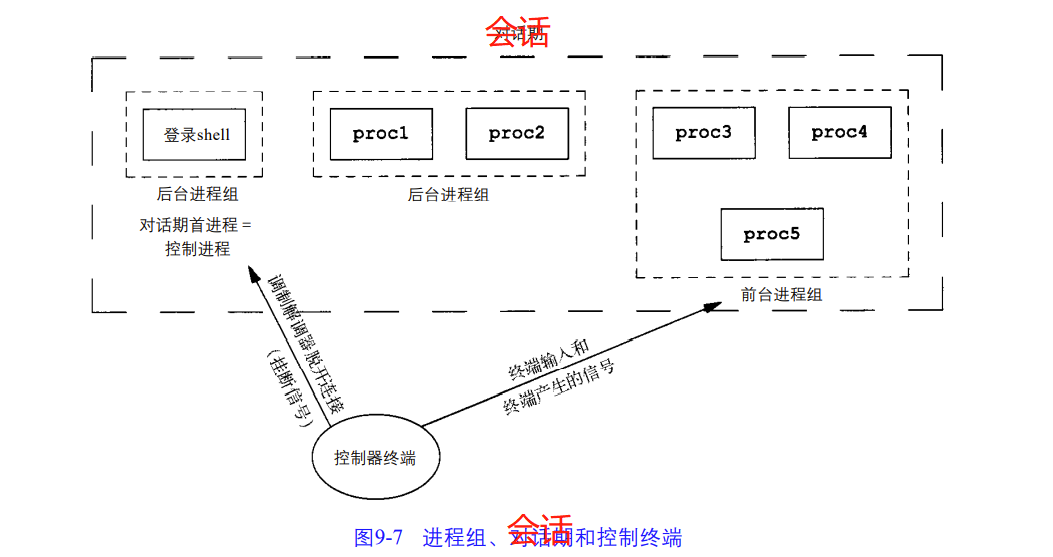 会话
对话期
登录shell
proc1
proc2
proc3
proc4
后台进程组
后台进程组
对话期首进程 =
控制进程
proc5
前台进程组
调制解调器脱开连接
(挂断信号)
终端输入和
终端产生的信号
控制器终端
会话
图9-7 进程组、对话期和控制终端